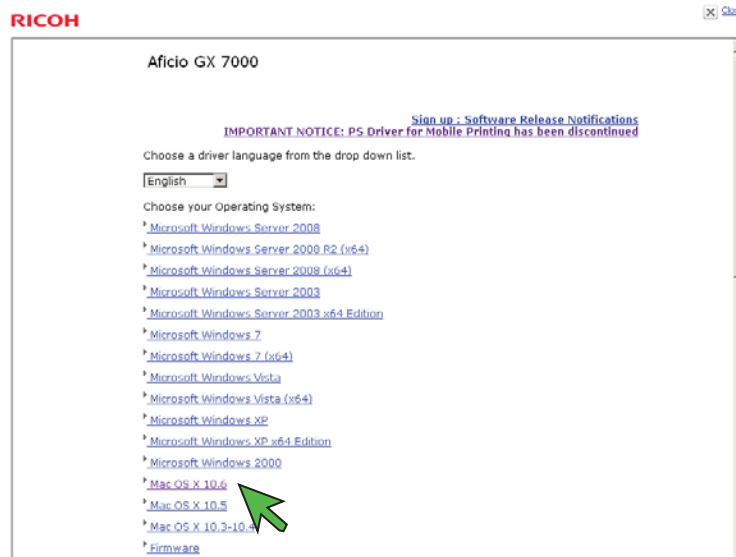 RICOH
Aficio GX 7000
Sign up : Software Release Notifications
IMPORTANT NOTICE: PS Driver for Mobile Printing has been discontinued
Choose a driver language from the drop down list.
English
Choose your Operating System:
Microsoft Windows Server 2008
Microsoft Windows Server 2008 R2 (x64)
Microsoft Windows Server 2008 (x64)
Microsoft Windows Server 2003
Microsoft Windows Server 2003 x64 Edition
Microsoft Windows 7
Microsoft Windows 7 (x64)
Microsoft Windows Vista
Microsoft Windows Vista (x64)
Microsoft Windows XP
Microsoft Windows XP x64 Edition
Microsoft Windows 2000
Mac OS X 10.6
Mac OS X 10.5
Mac OS X 10.3-10.4
Firmware